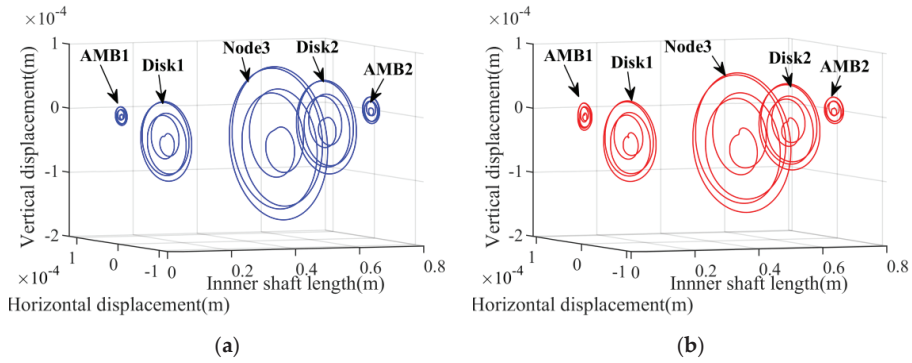 ×10⁻⁴
1
0
-1
-2
Vertical displacement(m)
AMB1
Disk1
Node3
Disk2
AMB2
1
0
-1
×10⁻⁴
Horizontal displacement(m)
0
0.2
0.4
0.6
0.8
Innner shaft length(m)
(a)
×10⁻⁴
1
0
-1
-2
Vertical displacement(m)
AMB1
Disk1
Node3
Disk2
AMB2
1
0
-1
×10⁻⁴
Horizontal displacement(m)
0
0.2
0.4
0.6
0.8
Innner shaft length(m)
(b)